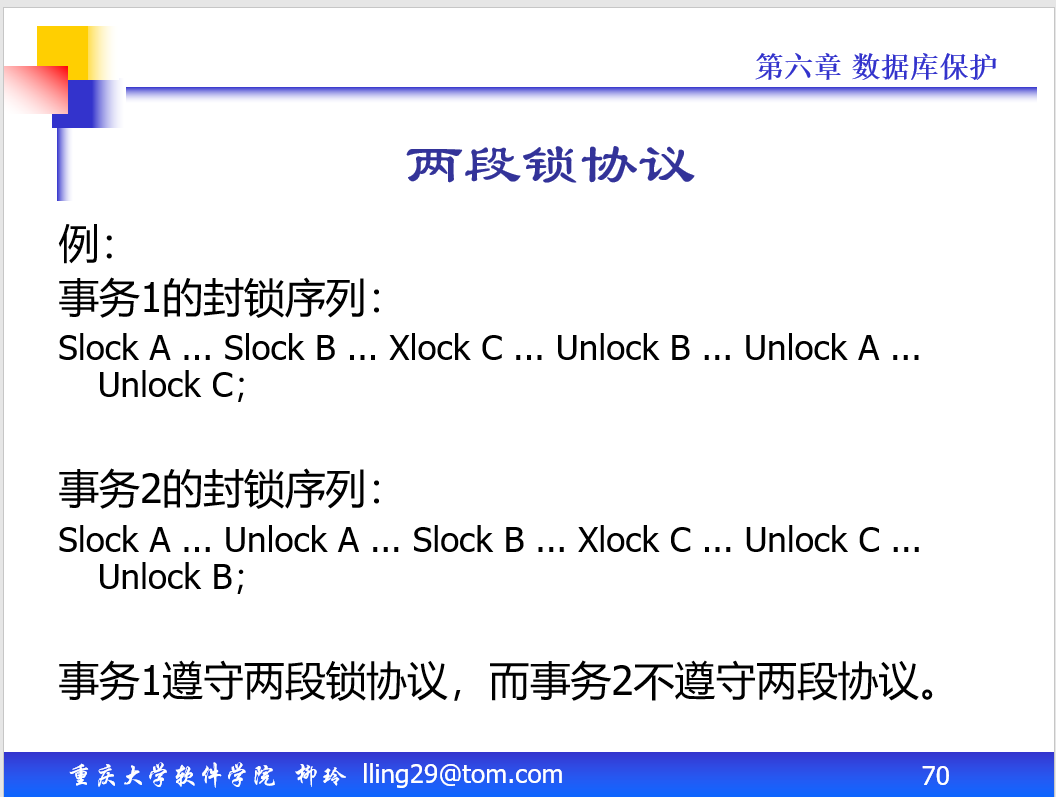 第六章 数据库保护
两段锁协议
例：
事务1的封锁序列：
Slock A ... Slock B ... Xlock C ... Unlock B ... Unlock A ...
Unlock C；
事务2的封锁序列：
Slock A ... Unlock A ... Slock B ... Xlock C ... Unlock C ...
Unlock B；
事务1遵守两段锁协议，而事务2不遵守两段协议。
重庆大学软件学院 柳玲 lling29@tom.com
70